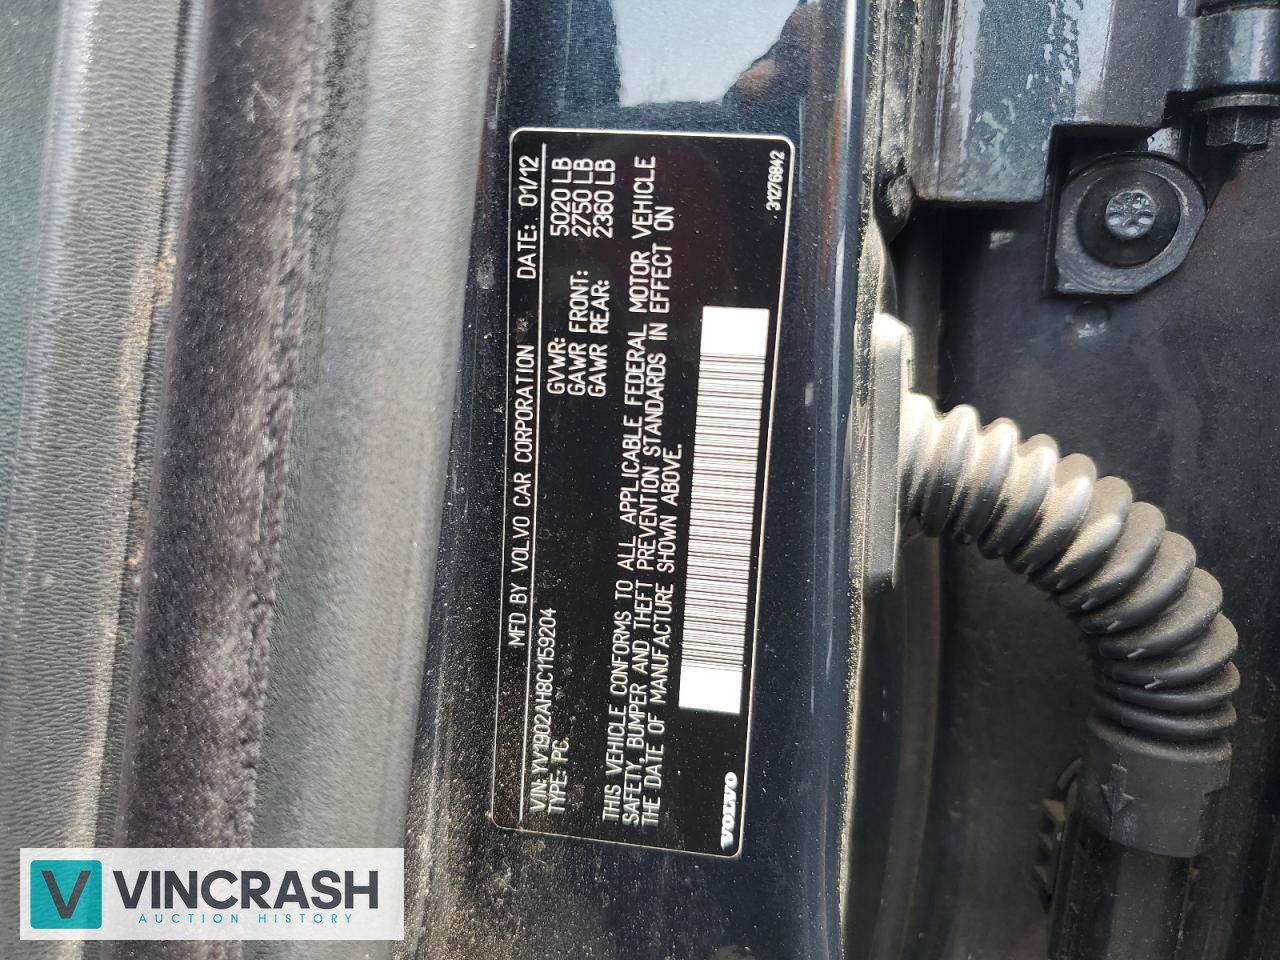 MFD BY VOLVO CAR CORPORATION DATE: 01/12
VIN: YV1902AH8C1159204
TYPE: PC
GVWR: 5020 LB
GAWR FRONT: 2750 LB
GAWR REAR: 2360 LB
THIS VEHICLE CONFORMS TO ALL APPLICABLE FEDERAL MOTOR VEHICLE
SAFETY, BUMPER AND THEFT PREVENTION STANDARDS IN EFFECT ON
THE DATE OF MANUFACTURE SHOWN ABOVE.
VOLVO
31276842
V VINCRASH
AUCTION HISTORY